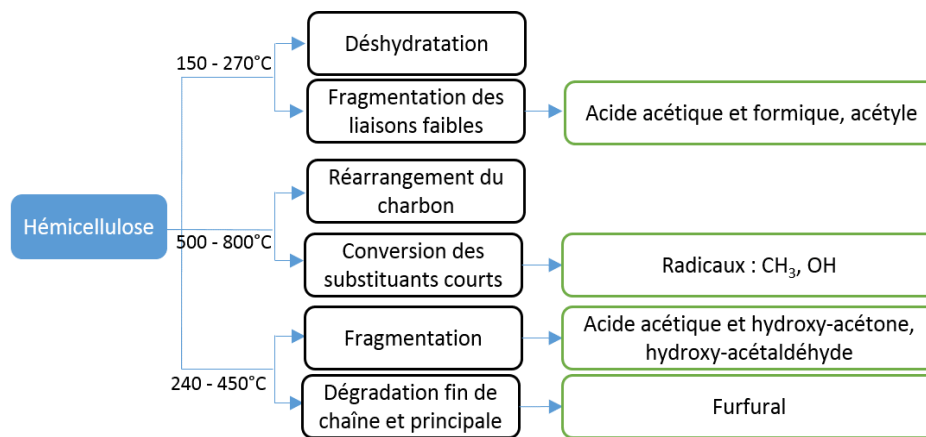 Hémicellulose
150 - 270°C
Déshydratation
Fragmentation des
liaisons faibles
Acide acétique et formique, acétyle
500 - 800°C
Réarrangement du
charbon
Conversion des
substituants courts
Radicaux : CH₃, OH
240 - 450°C
Fragmentation
Acide acétique et hydroxy-acétone,
hydroxy-acétaldéhyde
Dégradation fin de
chaîne et principale
Furfural